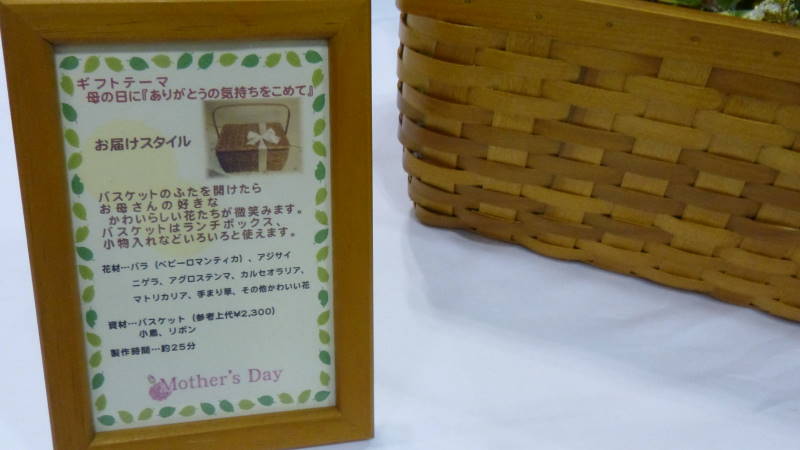 ギフトテーマ
母の日に『ありがとうの気持ちをこめて』
お届けスタイル
バスケットのふたを開けたら
お母さんの好きな
かわいらしい花たちが微笑みます。
バスケットはランチボックス、
小物入れなどいろいろと使えます。
花材…バラ（ベビーロマンティカ）、アジサイ
ニゲラ、アグロステンマ、カルセオラリア、
マトリカリア、手まり草、その他かわいい花
資材…バスケット（参考上代¥2,300）
小鳥、リボン
製作時間…約25分
Mother's Day